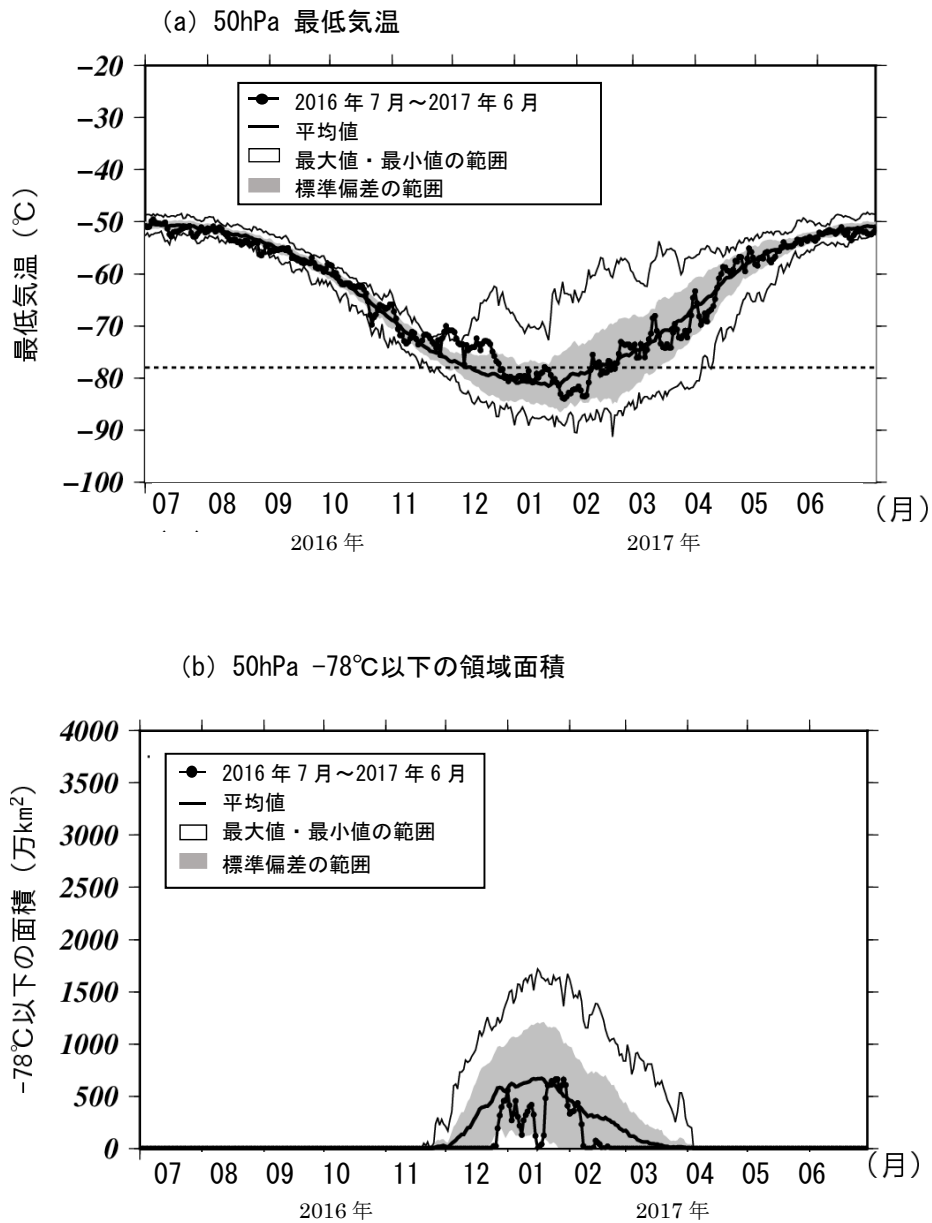 (a) 50hPa 最低気温
-20
-30
-40
-50
-60
-70
-80
-90
-100
最低気温（℃）
2016 年 7 月～2017 年 6 月
平均値
最大値・最小値の範囲
標準偏差の範囲
07 08 09 10 11 12 01 02 03 04 05 06 (月)
2016 年 2017 年
(b) 50hPa -78℃以下の領域面積
4000
3500
3000
2500
2000
1500
1000
500
0
-78℃以下の面積（万km²）
2016 年 7 月～2017 年 6 月
平均値
最大値・最小値の範囲
標準偏差の範囲
07 08 09 10 11 12 01 02 03 04 05 06 (月)
2016 年 2017 年